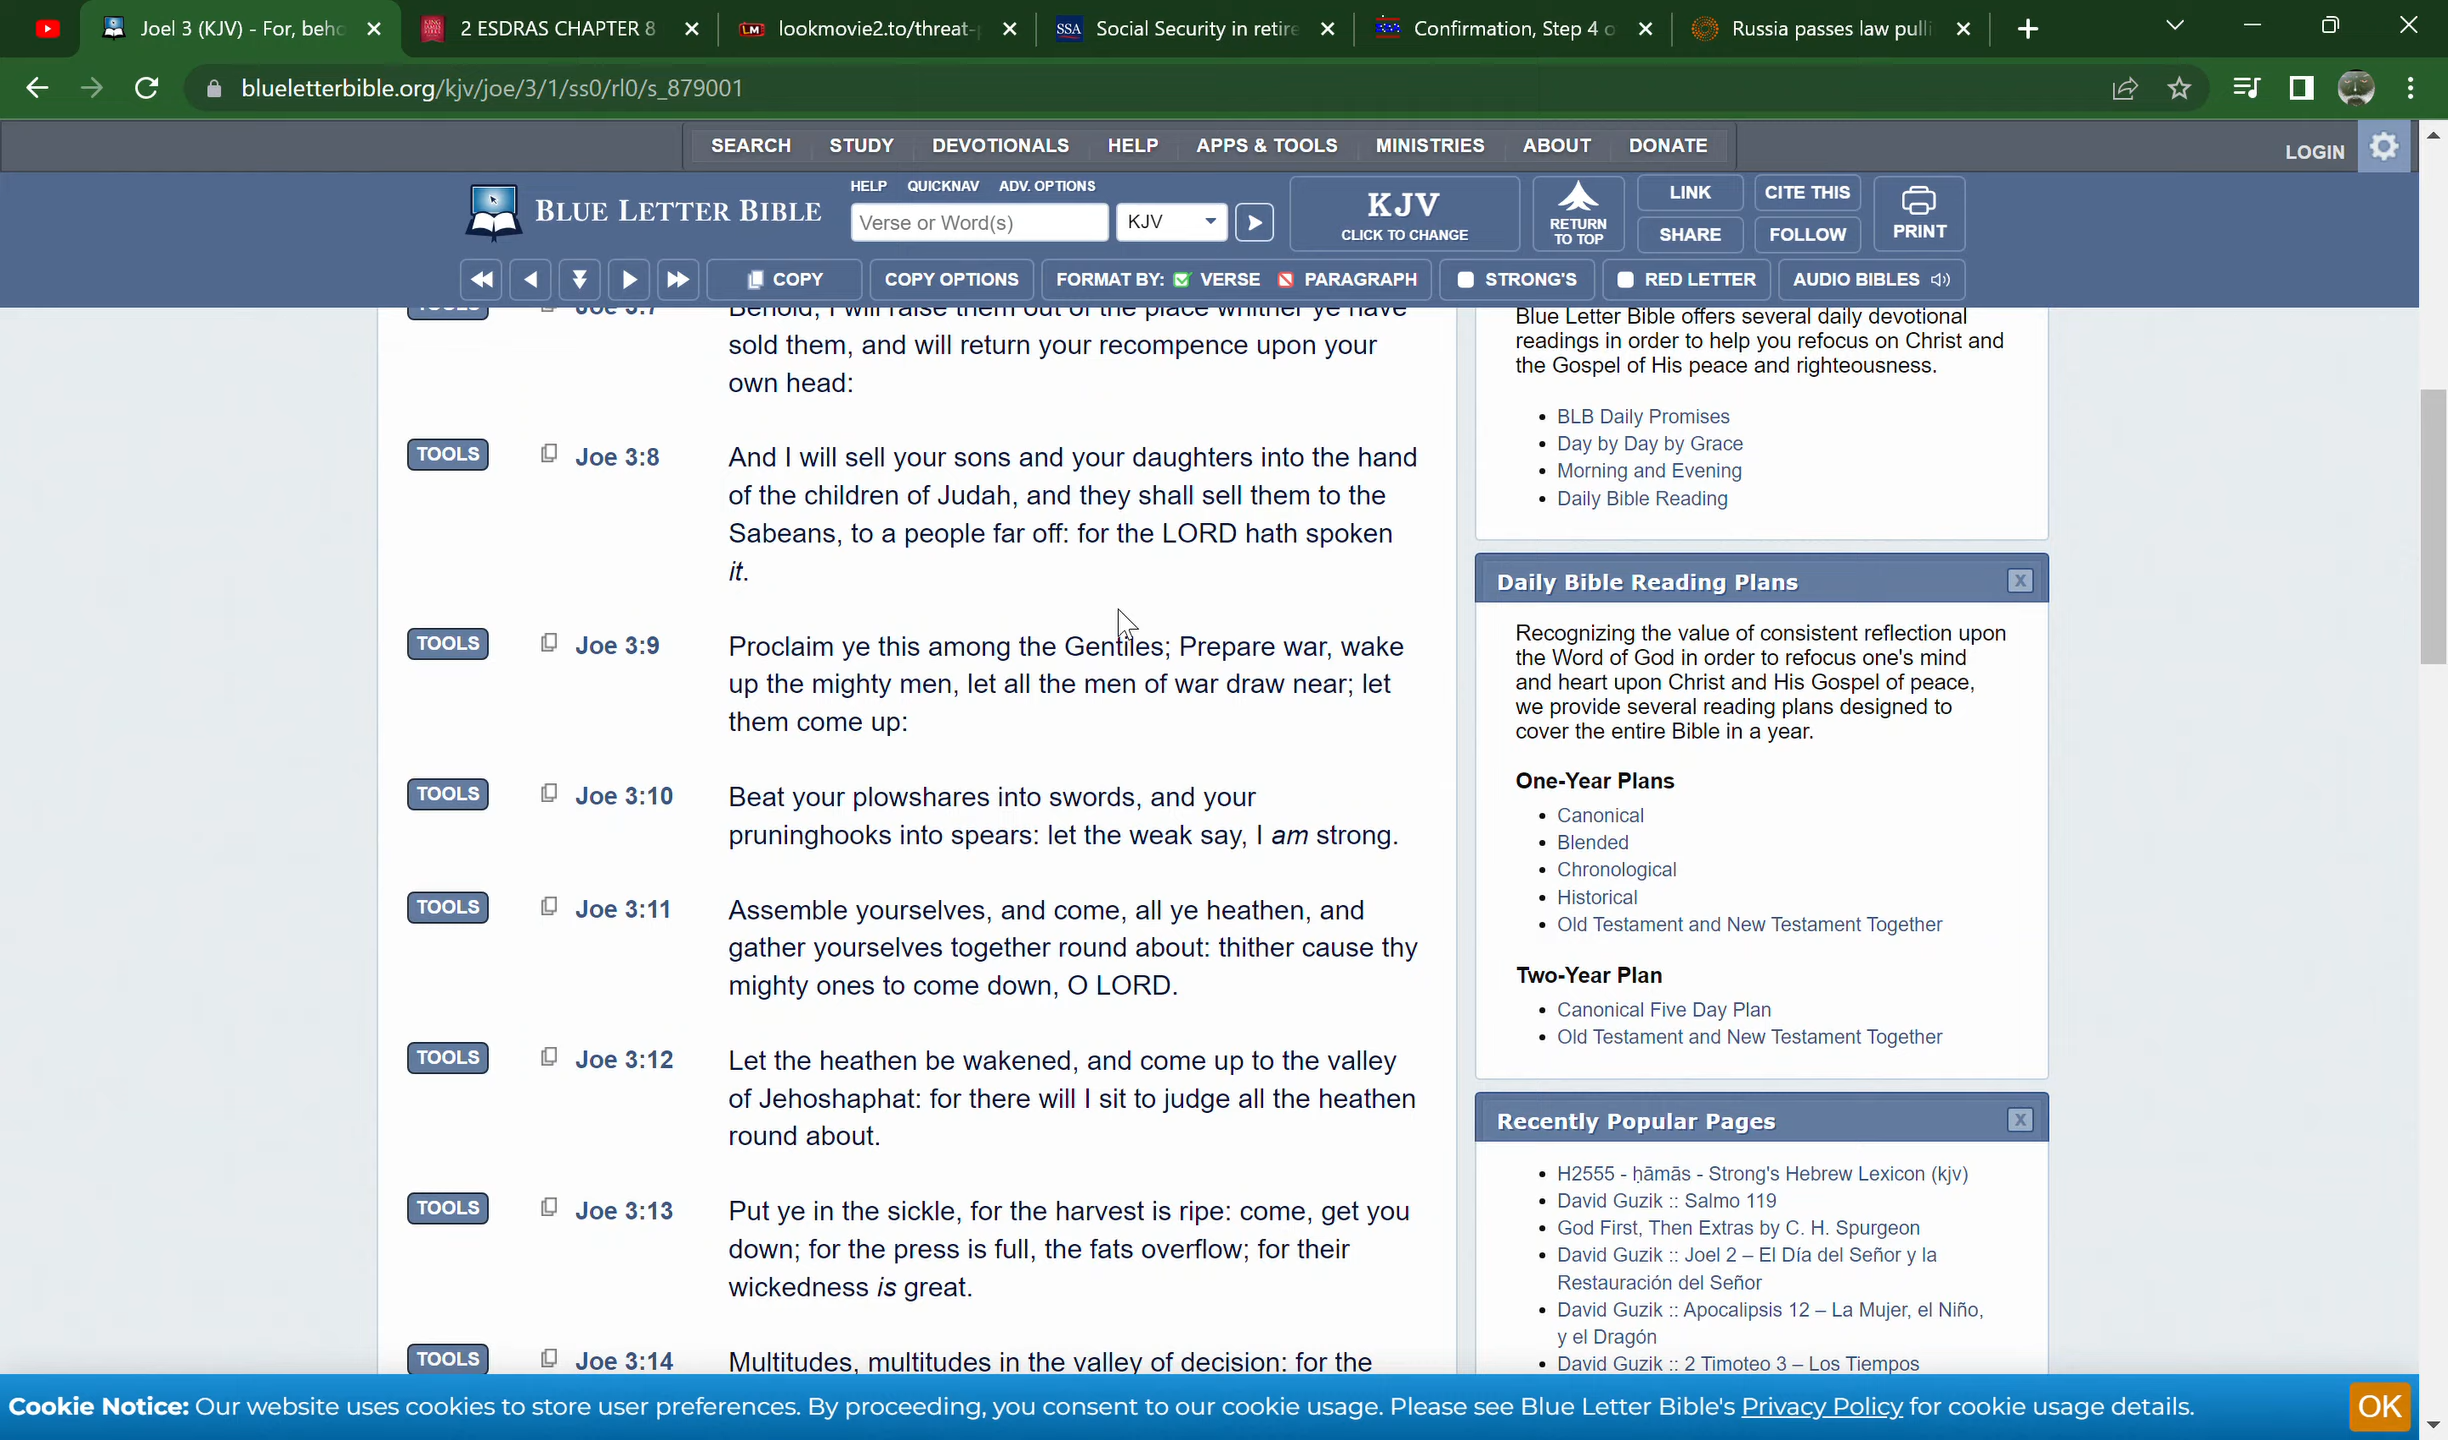 Joel 3 (KJV) - For, beho
2 ESDRAS CHAPTER 8
LM
lookmovie2.to/threat-
SSA
Social Security in retire
Confirmation, Step 4 o
Russia passes law pulli
blueletterbible.org/kjv/joe/3/1/ss0/rl0/s_879001
SEARCH STUDY DEVOTIONALS HELP APPS & TOOLS MINISTRIES ABOUT DONATE
LOGIN
BLUE LETTER BIBLE
HELP QUICKNAV ADV. OPTIONS
Verse or Word(s)
KJV
KJV
CLICK TO CHANGE
RETURN
TO TOP
LINK
CITE THIS
SHARE
FOLLOW
PRINT
COPY
COPY OPTIONS
FORMAT BY: VERSE PARAGRAPH
STRONG'S
RED LETTER
AUDIO BIBLES
TOOLS
Joe 3:7
Behold, I will raise them out of the place whither ye have
sold them, and will return your recompence upon your
own head:
TOOLS
Joe 3:8
And I will sell your sons and your daughters into the hand
of the children of Judah, and they shall sell them to the
Sabeans, to a people far off: for the LORD hath spoken
it.
TOOLS
Joe 3:9
Proclaim ye this among the Gentiles; Prepare war, wake
up the mighty men, let all the men of war draw near; let
them come up:
TOOLS
Joe 3:10
Beat your plowshares into swords, and your
pruninghooks into spears: let the weak say, I am strong.
TOOLS
Joe 3:11
Assemble yourselves, and come, all ye heathen, and
gather yourselves together round about: thither cause thy
mighty ones to come down, O LORD.
TOOLS
Joe 3:12
Let the heathen be wakened, and come up to the valley
of Jehoshaphat: for there will I sit to judge all the heathen
round about.
TOOLS
Joe 3:13
Put ye in the sickle, for the harvest is ripe: come, get you
down; for the press is full, the fats overflow; for their
wickedness is great.
TOOLS
Joe 3:14
Multitudes, multitudes in the valley of decision: for the
Blue Letter Bible offers several daily devotional
readings in order to help you refocus on Christ and
the Gospel of His peace and righteousness.
BLB Daily Promises
Day by Day by Grace
Morning and Evening
Daily Bible Reading
Daily Bible Reading Plans
x
Recognizing the value of consistent reflection upon
the Word of God in order to refocus one's mind
and heart upon Christ and His Gospel of peace,
we provide several reading plans designed to
cover the entire Bible in a year.
One-Year Plans
Canonical
Blended
Chronological
Historical
Old Testament and New Testament Together
Two-Year Plan
Canonical Five Day Plan
Old Testament and New Testament Together
Recently Popular Pages
x
H2555 - ḥāmās - Strong's Hebrew Lexicon (kjv)
David Guzik :: Salmo 119
God First, Then Extras by C. H. Spurgeon
David Guzik :: Joel 2 – El Día del Señor y la
Restauración del Señor
David Guzik :: Apocalipsis 12 – La Mujer, el Niño,
y el Dragón
David Guzik :: 2 Timoteo 3 – Los Tiempos
Cookie Notice: Our website uses cookies to store user preferences. By proceeding, you consent to our cookie usage. Please see Blue Letter Bible's Privacy Policy for cookie usage details.
OK